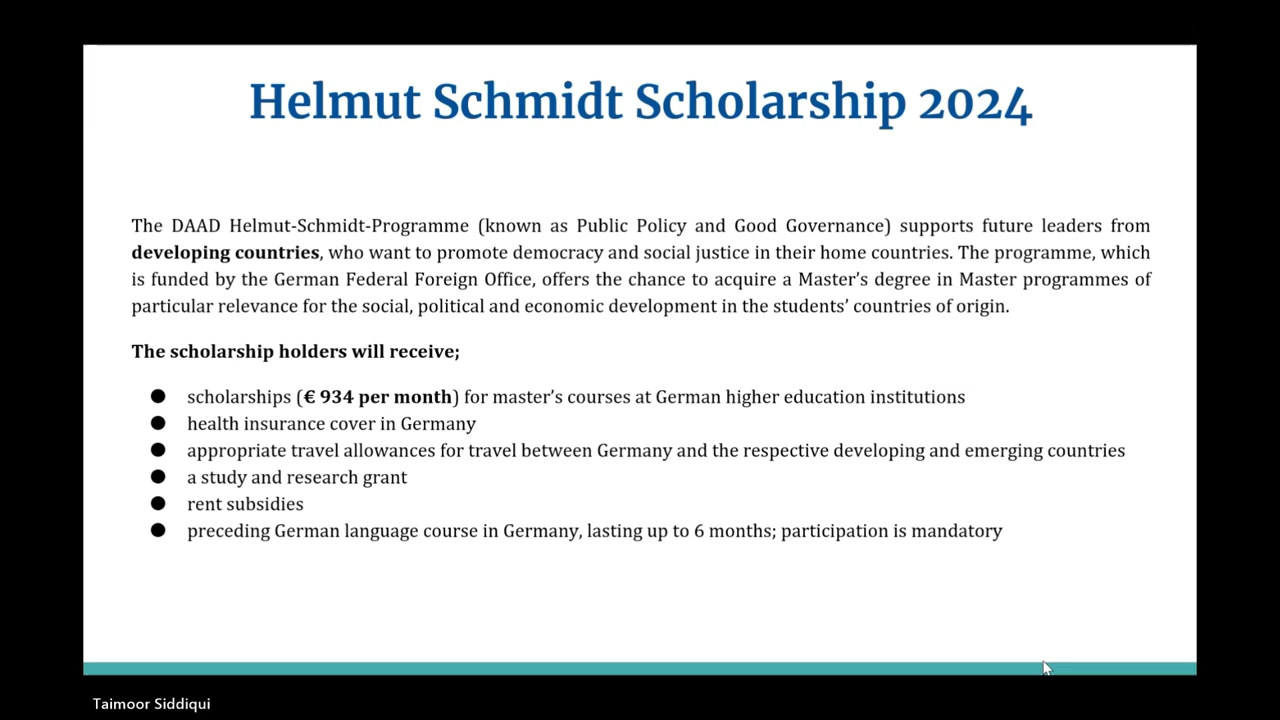 Helmut Schmidt Scholarship 2024
The DAAD Helmut-Schmidt-Programme (known as Public Policy and Good Governance) supports future leaders from
developing countries, who want to promote democracy and social justice in their home countries. The programme, which
is funded by the German Federal Foreign Office, offers the chance to acquire a Master’s degree in Master programmes of
particular relevance for the social, political and economic development in the students’ countries of origin.
The scholarship holders will receive;
● scholarships (€ 934 per month) for master’s courses at German higher education institutions
● health insurance cover in Germany
● appropriate travel allowances for travel between Germany and the respective developing and emerging countries
● a study and research grant
● rent subsidies
● preceding German language course in Germany, lasting up to 6 months; participation is mandatory
Taimoor Siddiqui